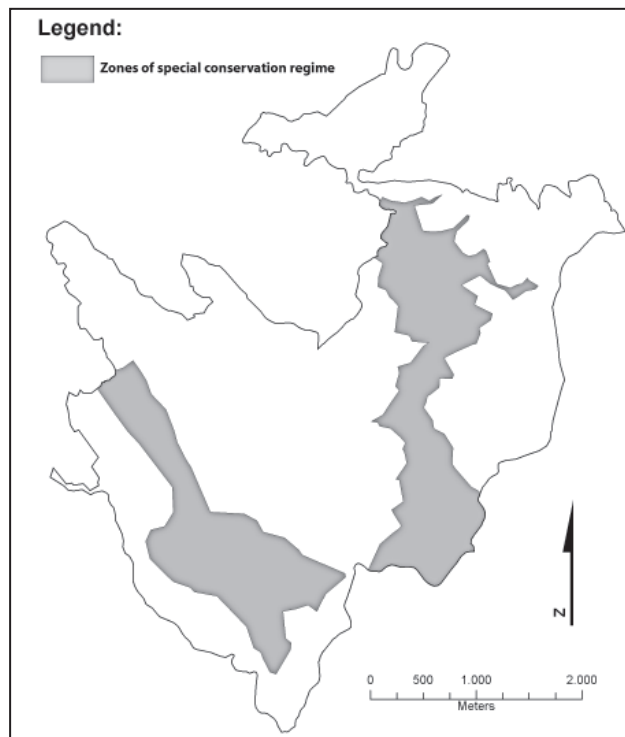 Legend:
Zones of special conservation regime
N
0 500 1.000 2.000
Meters